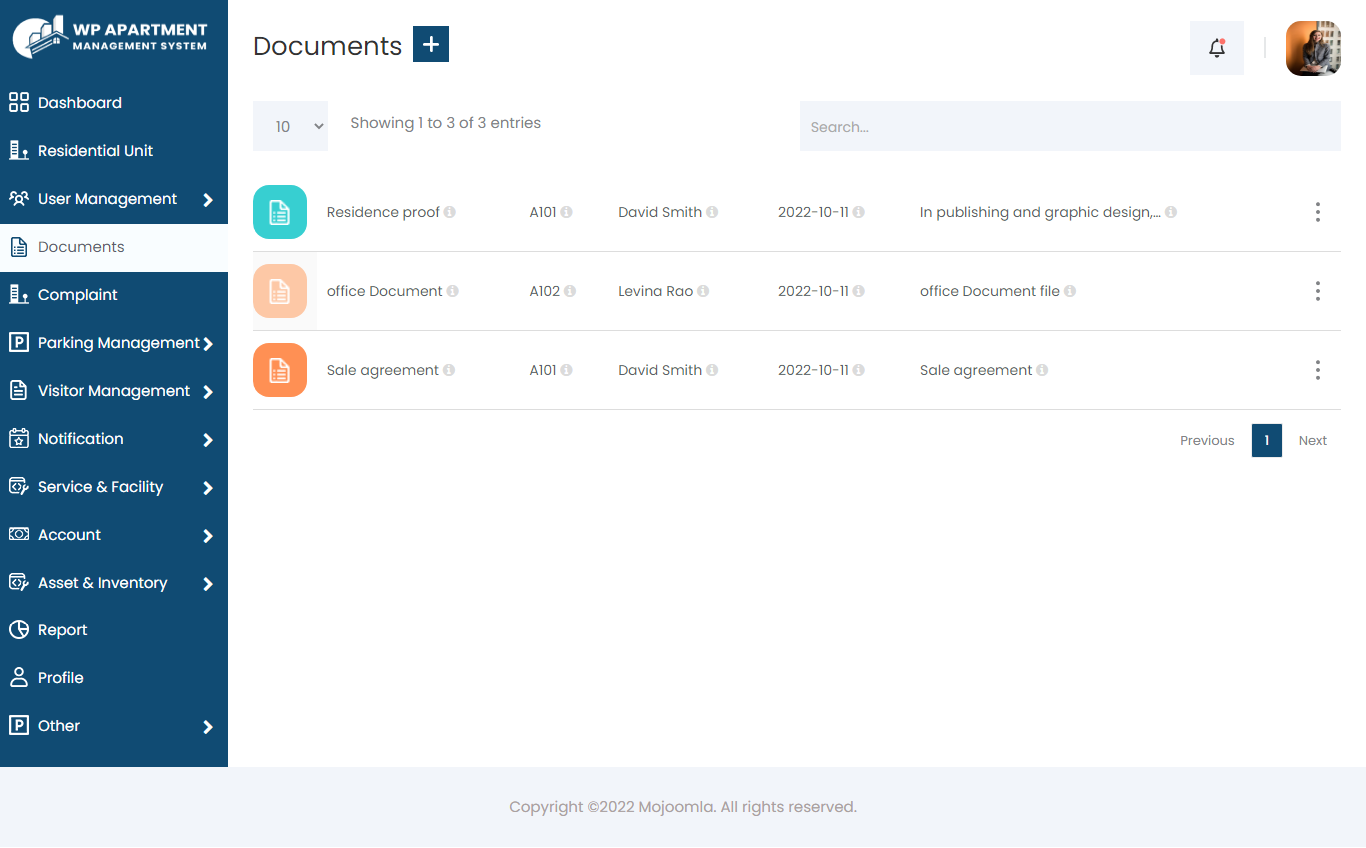 WP APARTMENT
MANAGEMENT SYSTEM
Dashboard
Residential Unit
User Management
Documents
Complaint
Parking Management
Visitor Management
Notification
Service & Facility
Account
Asset & Inventory
Report
Profile
Other
Documents +
10 Showing 1 to 3 of 3 entries Search...
Residence proof A101 David Smith 2022-10-11 In publishing and graphic design,...
office Document A102 Levina Rao 2022-10-11 office Document file
Sale agreement A101 David Smith 2022-10-11 Sale agreement
Previous 1 Next
Copyright ©2022 Mojoomla. All rights reserved.